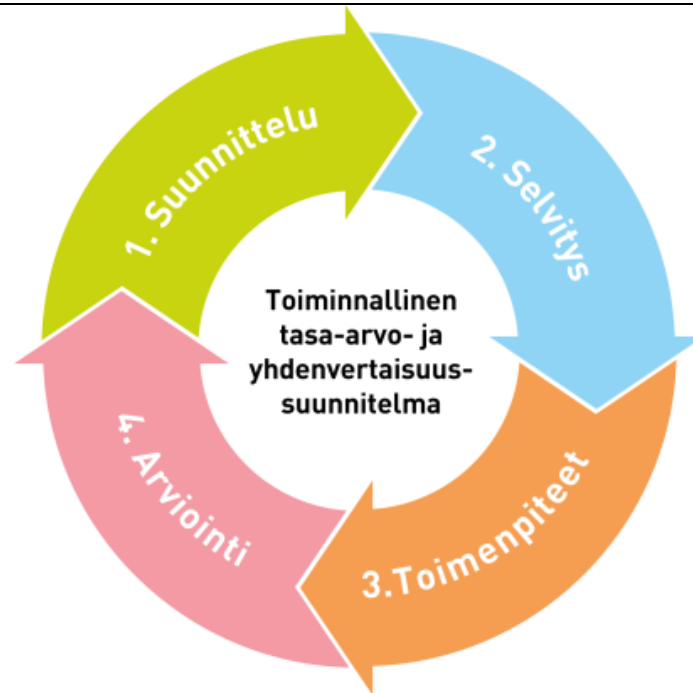 1. Suunnittelu
2. Selvitys
Toiminnallinen
tasa-arvo- ja
yhdenvertaisuus-
suunnitelma
3.Toimenpiteet
4. Arviointi